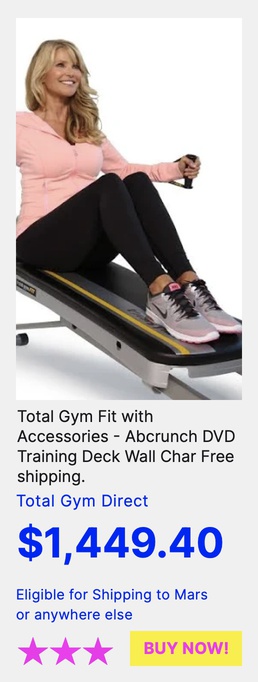 Total Gym Fit with
Accessories - Abcrunch DVD
Training Deck Wall Char Free
shipping.
Total Gym Direct
$1,449.40
Eligible for Shipping to Mars
or anywhere else
BUY NOW!